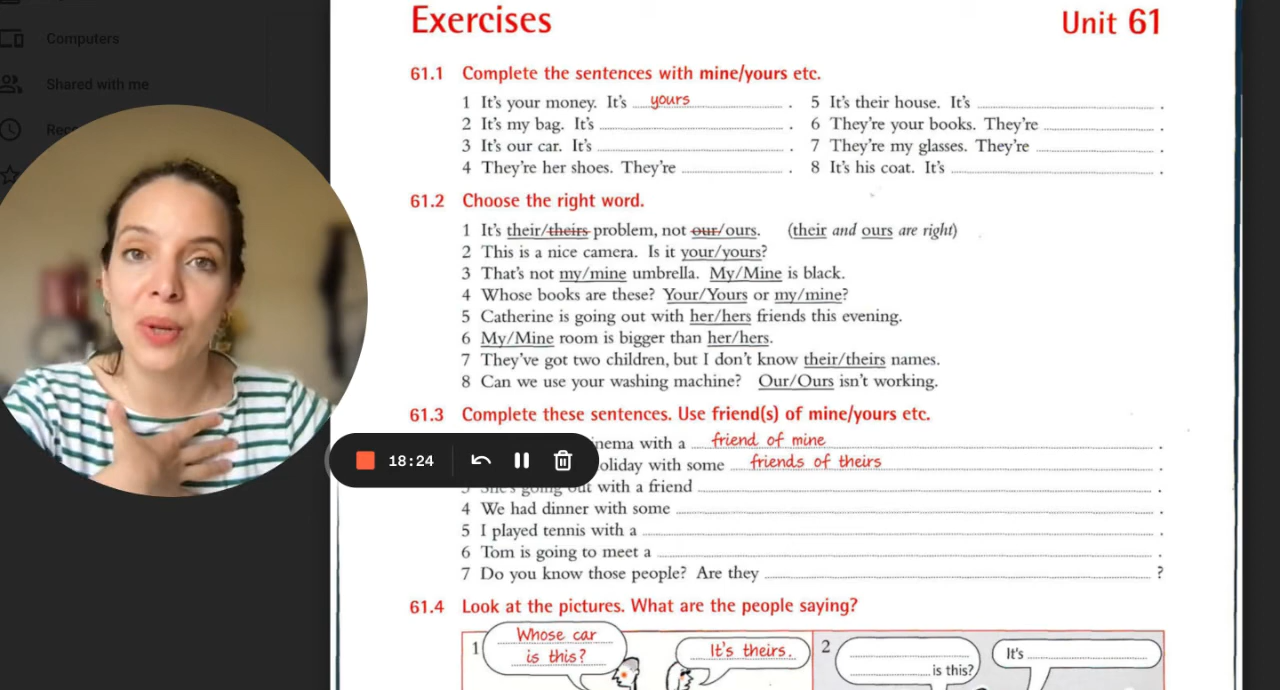 Computers
Shared with me
Exercises
Unit 61
61.1 Complete the sentences with mine/yours etc.
1 It's your money. It's yours .
2 It's my bag. It's .
3 It's our car. It's .
4 They're her shoes. They're .
5 It's their house. It's .
6 They're your books. They're .
7 They're my glasses. They're .
8 It's his coat. It's .
61.2 Choose the right word.
1 It's their/theirs problem, not our/ours. (their and ours are right)
2 This is a nice camera. Is it your/yours?
3 That's not my/mine umbrella. My/Mine is black.
4 Whose books are these? Your/Yours or my/mine?
5 Catherine is going out with her/hers friends this evening.
6 My/Mine room is bigger than her/hers.
7 They've got two children, but I don't know their/theirs names.
8 Can we use your washing machine? Our/Ours isn't working.
61.3 Complete these sentences. Use friend(s) of mine/yours etc.
with a friend of mine .
with some friends of theirs .
18:24
3 She's going out with a friend .
4 We had dinner with some .
5 I played tennis with a .
6 Tom is going to meet a .
7 Do you know those people? Are they ?
61.4 Look at the pictures. What are the people saying?
1 Whose car
is this?
It's theirs.
2
is this?
It's